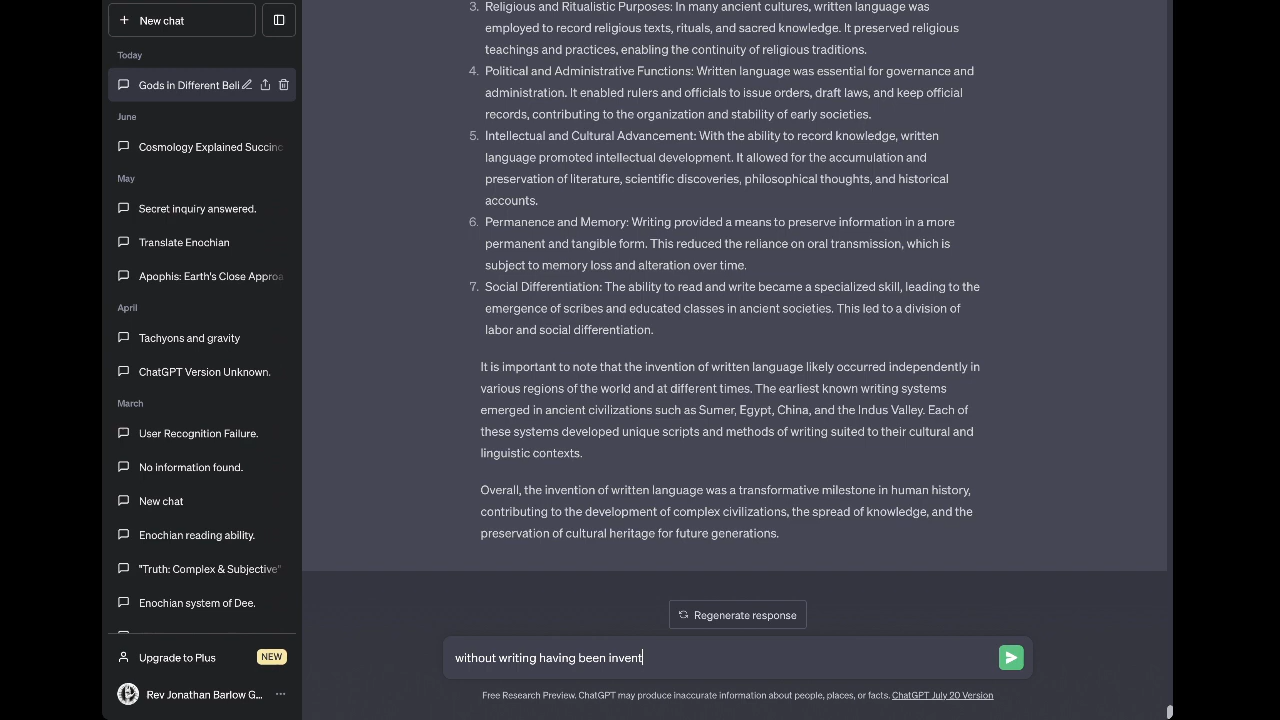 New chat
Today
Gods in Different Beli
June
Cosmology Explained Succinc
May
Secret inquiry answered.
Translate Enochian
Apophis: Earth's Close Approa
April
Tachyons and gravity
ChatGPT Version Unknown.
March
User Recognition Failure.
No information found.
New chat
Enochian reading ability.
"Truth: Complex & Subjective"
Enochian system of Dee.
Upgrade to Plus
NEW
Rev Jonathan Barlow G...
3. Religious and Ritualistic Purposes: In many ancient cultures, written language was
employed to record religious texts, rituals, and sacred knowledge. It preserved religious
teachings and practices, enabling the continuity of religious traditions.
4. Political and Administrative Functions: Written language was essential for governance and
administration. It enabled rulers and officials to issue orders, draft laws, and keep official
records, contributing to the organization and stability of early societies.
5. Intellectual and Cultural Advancement: With the ability to record knowledge, written
language promoted intellectual development. It allowed for the accumulation and
preservation of literature, scientific discoveries, philosophical thoughts, and historical
accounts.
6. Permanence and Memory: Writing provided a means to preserve information in a more
permanent and tangible form. This reduced the reliance on oral transmission, which is
subject to memory loss and alteration over time.
7. Social Differentiation: The ability to read and write became a specialized skill, leading to the
emergence of scribes and educated classes in ancient societies. This led to a division of
labor and social differentiation.
It is important to note that the invention of written language likely occurred independently in
various regions of the world and at different times. The earliest known writing systems
emerged in ancient civilizations such as Sumer, Egypt, China, and the Indus Valley. Each of
these systems developed unique scripts and methods of writing suited to their cultural and
linguistic contexts.
Overall, the invention of written language was a transformative milestone in human history,
contributing to the development of complex civilizations, the spread of knowledge, and the
preservation of cultural heritage for future generations.
Regenerate response
without writing having been invent
Free Research Preview. ChatGPT may produce inaccurate information about people, places, or facts. ChatGPT July 20 Version